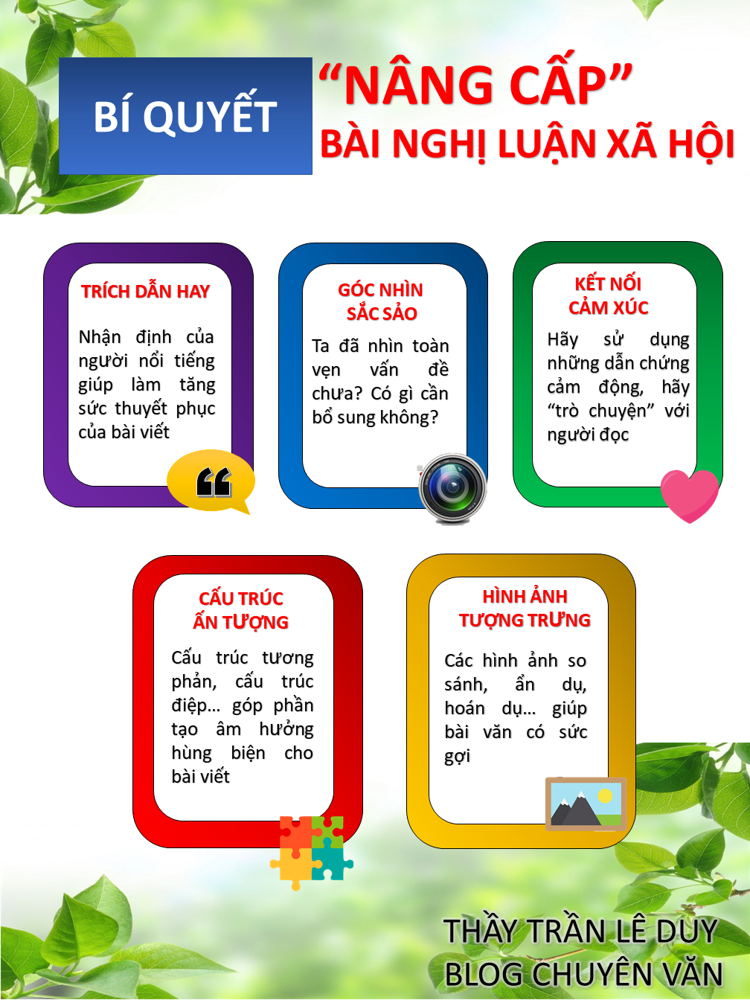 BÍ QUYẾT
“NÂNG CẤP”
BÀI NGHỊ LUẬN XÃ HỘI
TRÍCH DẪN HAY
Nhận định của
người nổi tiếng
giúp làm tăng
sức thuyết phục
của bài viết
GÓC NHÌN
SẮC SẢO
Ta đã nhìn toàn
vẹn vấn đề
chưa? Có gì cần
bổ sung không?
KẾT NỐI
CẢM XÚC
Hãy sử dụng
những dẫn chứng
cảm động, hãy
“trò chuyện” với
người đọc
CẤU TRÚC
ẤN TƯỢNG
Cấu trúc tương
phản, cấu trúc
điệp... góp phần
tạo âm hưởng
hùng biện cho
bài viết
HÌNH ẢNH
TƯỢNG TRƯNG
Các hình ảnh so
sánh, ẩn dụ,
hoán dụ... giúp
bài văn có sức
gợi
THẦY TRẦN LÊ DUY
BLOG CHUYÊN VĂN